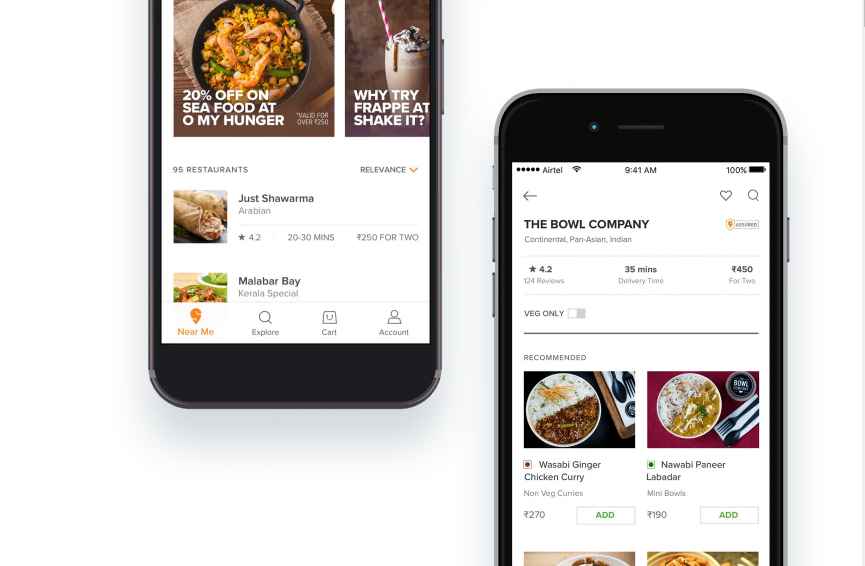 20% OFF ON
SEA FOOD AT
O MY HUNGER
*VALID FOR
OVER ₹250
WHY TRY
FRAPPE AT
SHAKE IT?
95 RESTAURANTS
RELEVANCE
Just Shawarma
Arabian
★ 4.2
20-30 MINS
₹250 FOR TWO
Malabar Bay
Kerala Special
Near Me
Explore
Cart
Account
Airtel
9:41 AM
100%
THE BOWL COMPANY
ASSURED
Continental, Pan-Asian, Indian
★ 4.2
35 mins
₹450
124 Reviews
Delivery Time
For Two
VEG ONLY
RECOMMENDED
BOWL
Wasabi Ginger
Chicken Curry
Non Veg Curries
₹270
ADD
Nawabi Paneer
Labadar
Mini Bowls
₹190
ADD